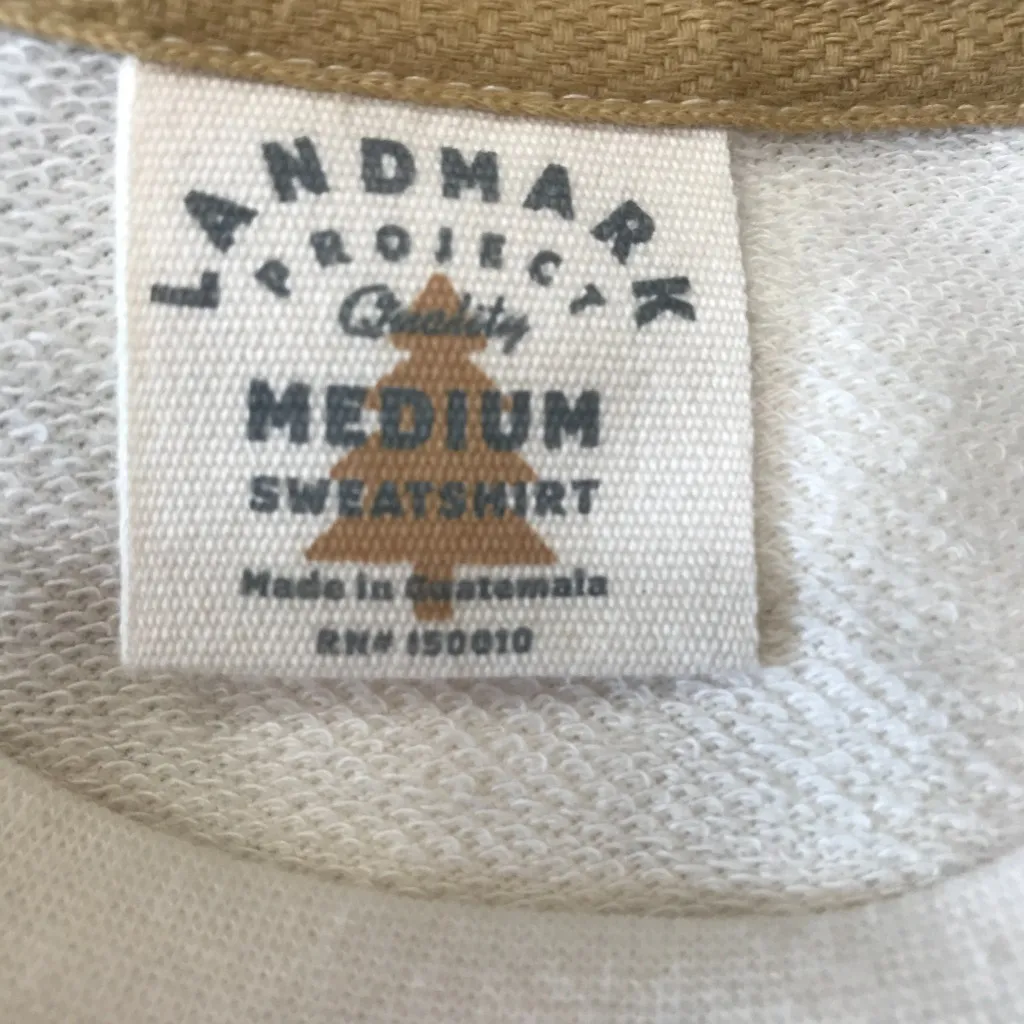 LANDMARK
PROJECT
Quality
MEDIUM
SWEATSHIRT
Made in Guatemala
RN# 150010